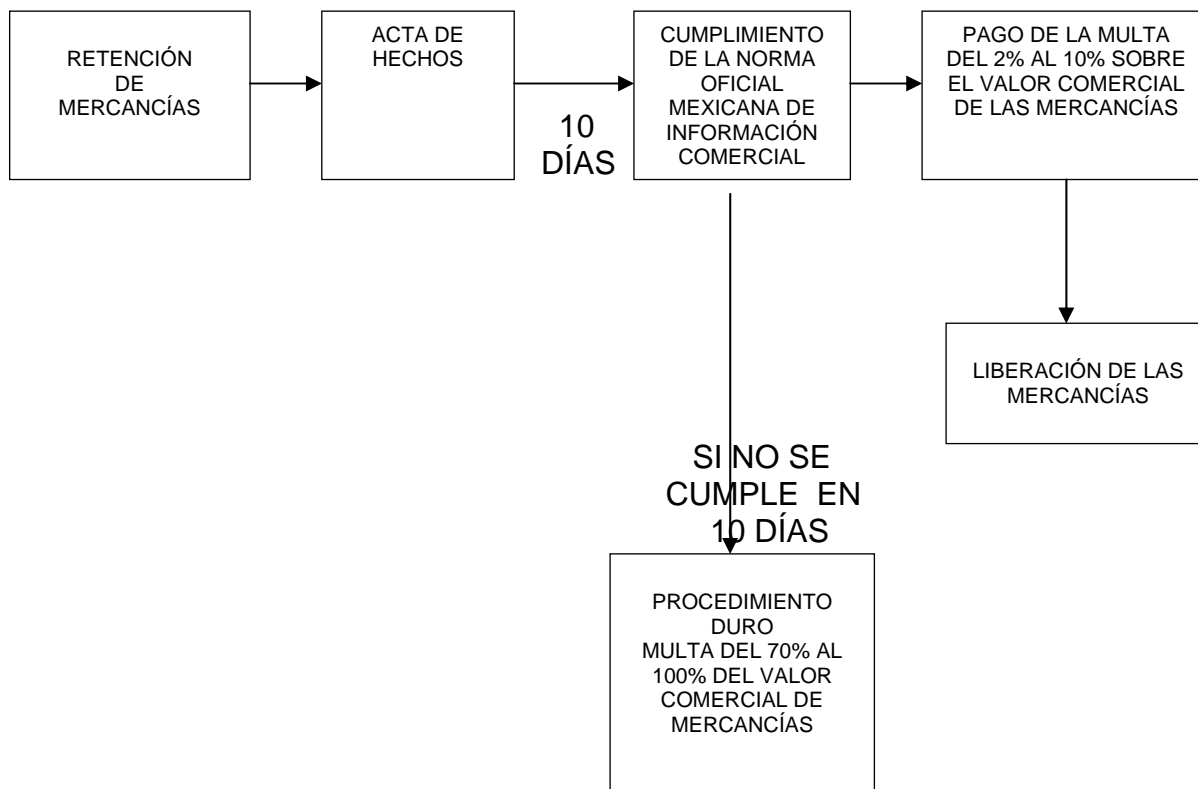 RETENCIÓN
DE
MERCANCÍAS
ACTA DE
HECHOS
10
DÍAS
CUMPLIMIENTO
DE LA NORMA
OFICIAL
MEXICANA DE
INFORMACIÓN
COMERCIAL
PAGO DE LA MULTA
DEL 2% AL 10% SOBRE
EL VALOR COMERCIAL
DE LAS MERCANCÍAS
LIBERACIÓN DE LAS
MERCANCÍAS
SI NO SE
CUMPLE EN
10 DÍAS
PROCEDIMIENTO
DURO
MULTA DEL 70% AL
100% DEL VALOR
COMERCIAL DE
MERCANCÍAS